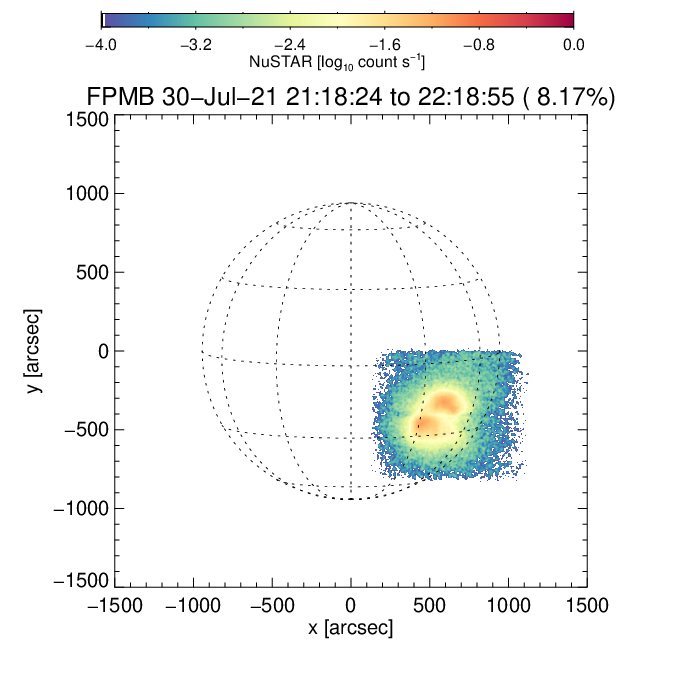 −4.0 −3.2 −2.4 −1.6 −0.8 0.0
NuSTAR [log10 count s−1]
FPMB 30−Jul−21 21:18:24 to 22:18:55 ( 8.17%)
1500
1000
500
0
−500
−1000
−1500
y [arcsec]
−1500 −1000 −500 0 500 1000 1500
x [arcsec]